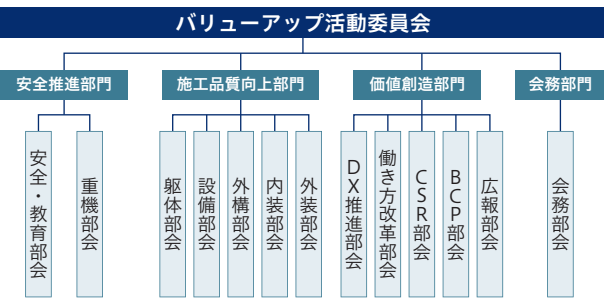 バリューアップ活動委員会
安全推進部門
施工品質向上部門
価値創造部門
会務部門
安全・教育部会
重機部会
躯体部会
設備部会
外構部会
内装部会
外装部会
DX推進部会
働き方改革部会
CSR部会
BCP部会
広報部会
会務部会